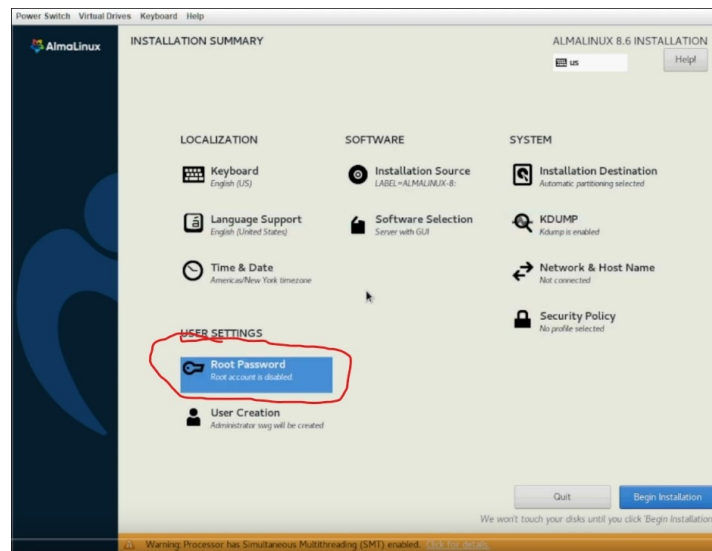 Power Switch Virtual Drives Keyboard Help
AlmaLinux
INSTALLATION SUMMARY
ALMALINUX 8.6 INSTALLATION
us
Help!
LOCALIZATION
Keyboard
English (US)
Language Support
English (United States)
Time & Date
Americas/New York timezone
SOFTWARE
Installation Source
LABEL=ALMALINUX-8:
Software Selection
Server with GUI
SYSTEM
Installation Destination
Automatic partitioning selected
KDUMP
Kdump is enabled
Network & Host Name
Not connected
Security Policy
No profile selected
USER SETTINGS
Root Password
Root account is disabled.
User Creation
Administrator swg will be created
Quit
Begin Installation
We won't touch your disks until you click 'Begin Installation
Warning: Processor has Simultaneous Multithreading (SMT) enabled. Click for details.